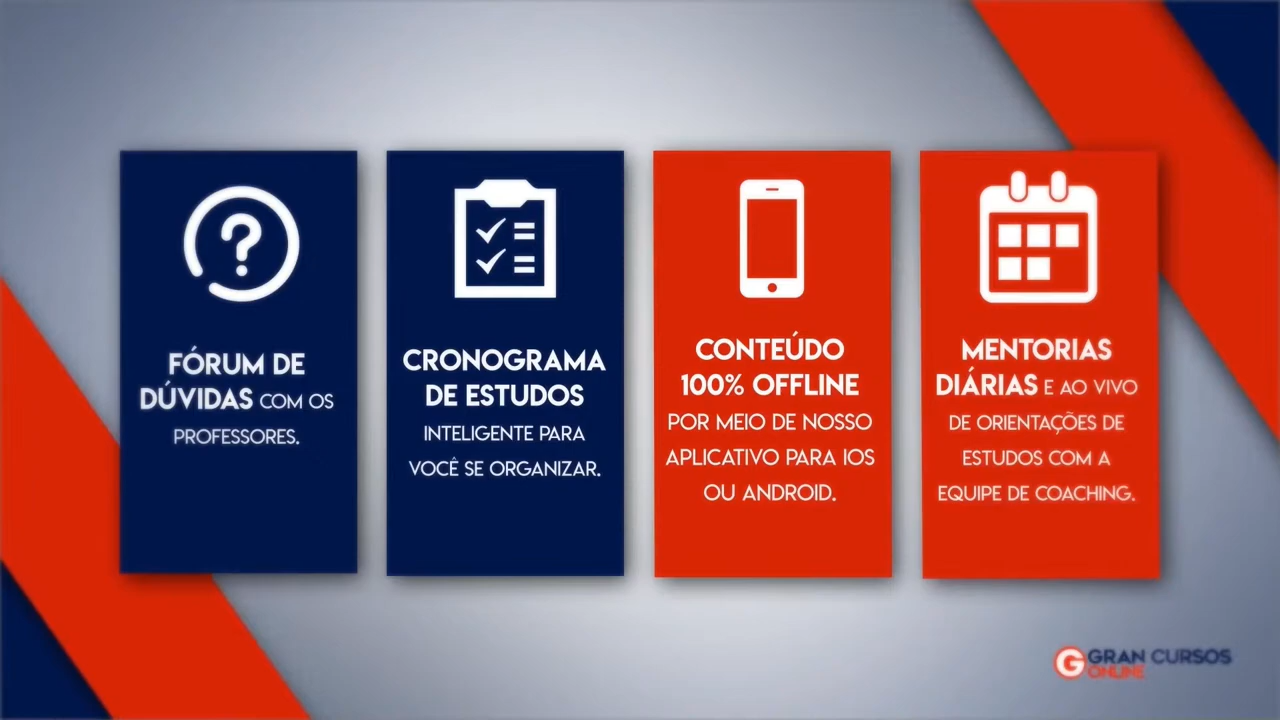 FÓRUM DE
DÚVIDAS COM OS
PROFESSORES.
CRONOGRAMA
DE ESTUDOS
INTELIGENTE PARA
VOCÊ SE ORGANIZAR.
CONTEÚDO
100% OFFLINE
POR MEIO DE NOSSO
APLICATIVO PARA IOS
OU ANDROID.
MENTORIAS
DIÁRIAS E AO VIVO
DE ORIENTAÇÕES DE
ESTUDOS COM A
EQUIPE DE COACHING.
G GRAN CURSOS
ONLINE